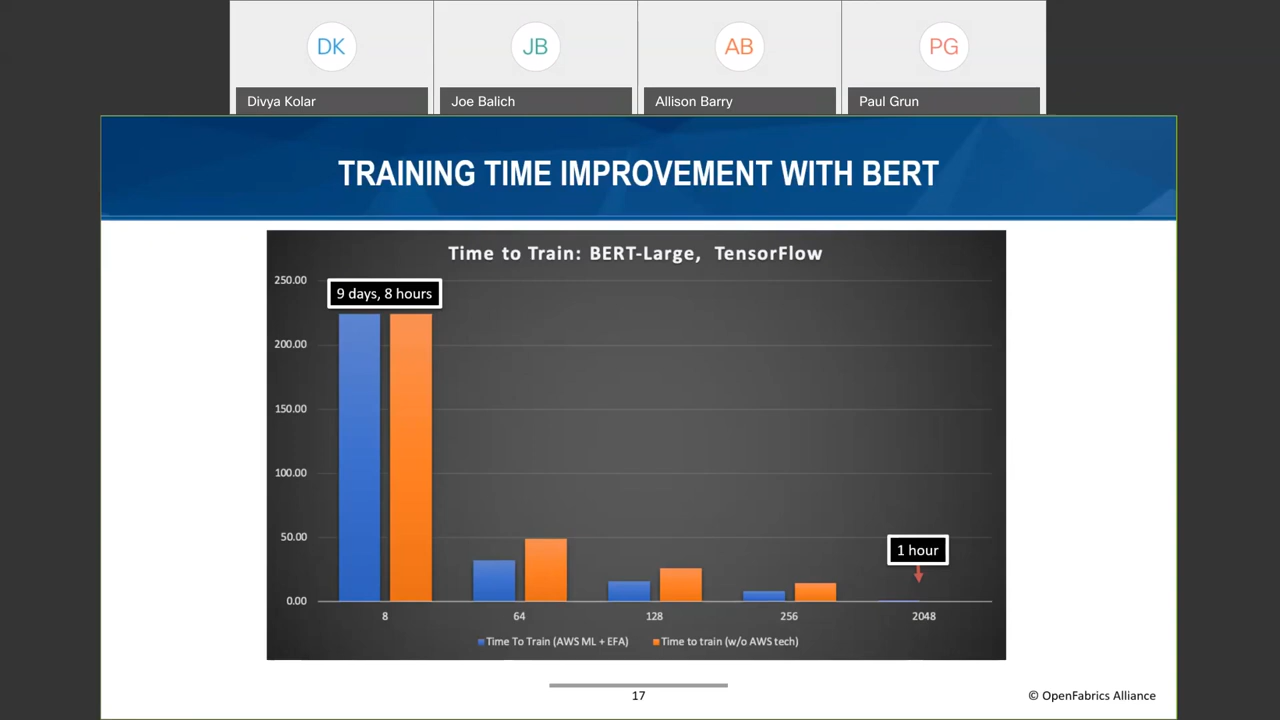 DK
JB
AB
PG
Divya Kolar
Joe Balich
Allison Barry
Paul Grun
TRAINING TIME IMPROVEMENT WITH BERT
Time to Train: BERT-Large, TensorFlow
250.00
9 days, 8 hours
200.00
150.00
100.00
50.00
1 hour
0.00
8
64
128
256
2048
Time To Train (AWS ML + EFA)
Time to train (w/o AWS tech)
17
© OpenFabrics Alliance